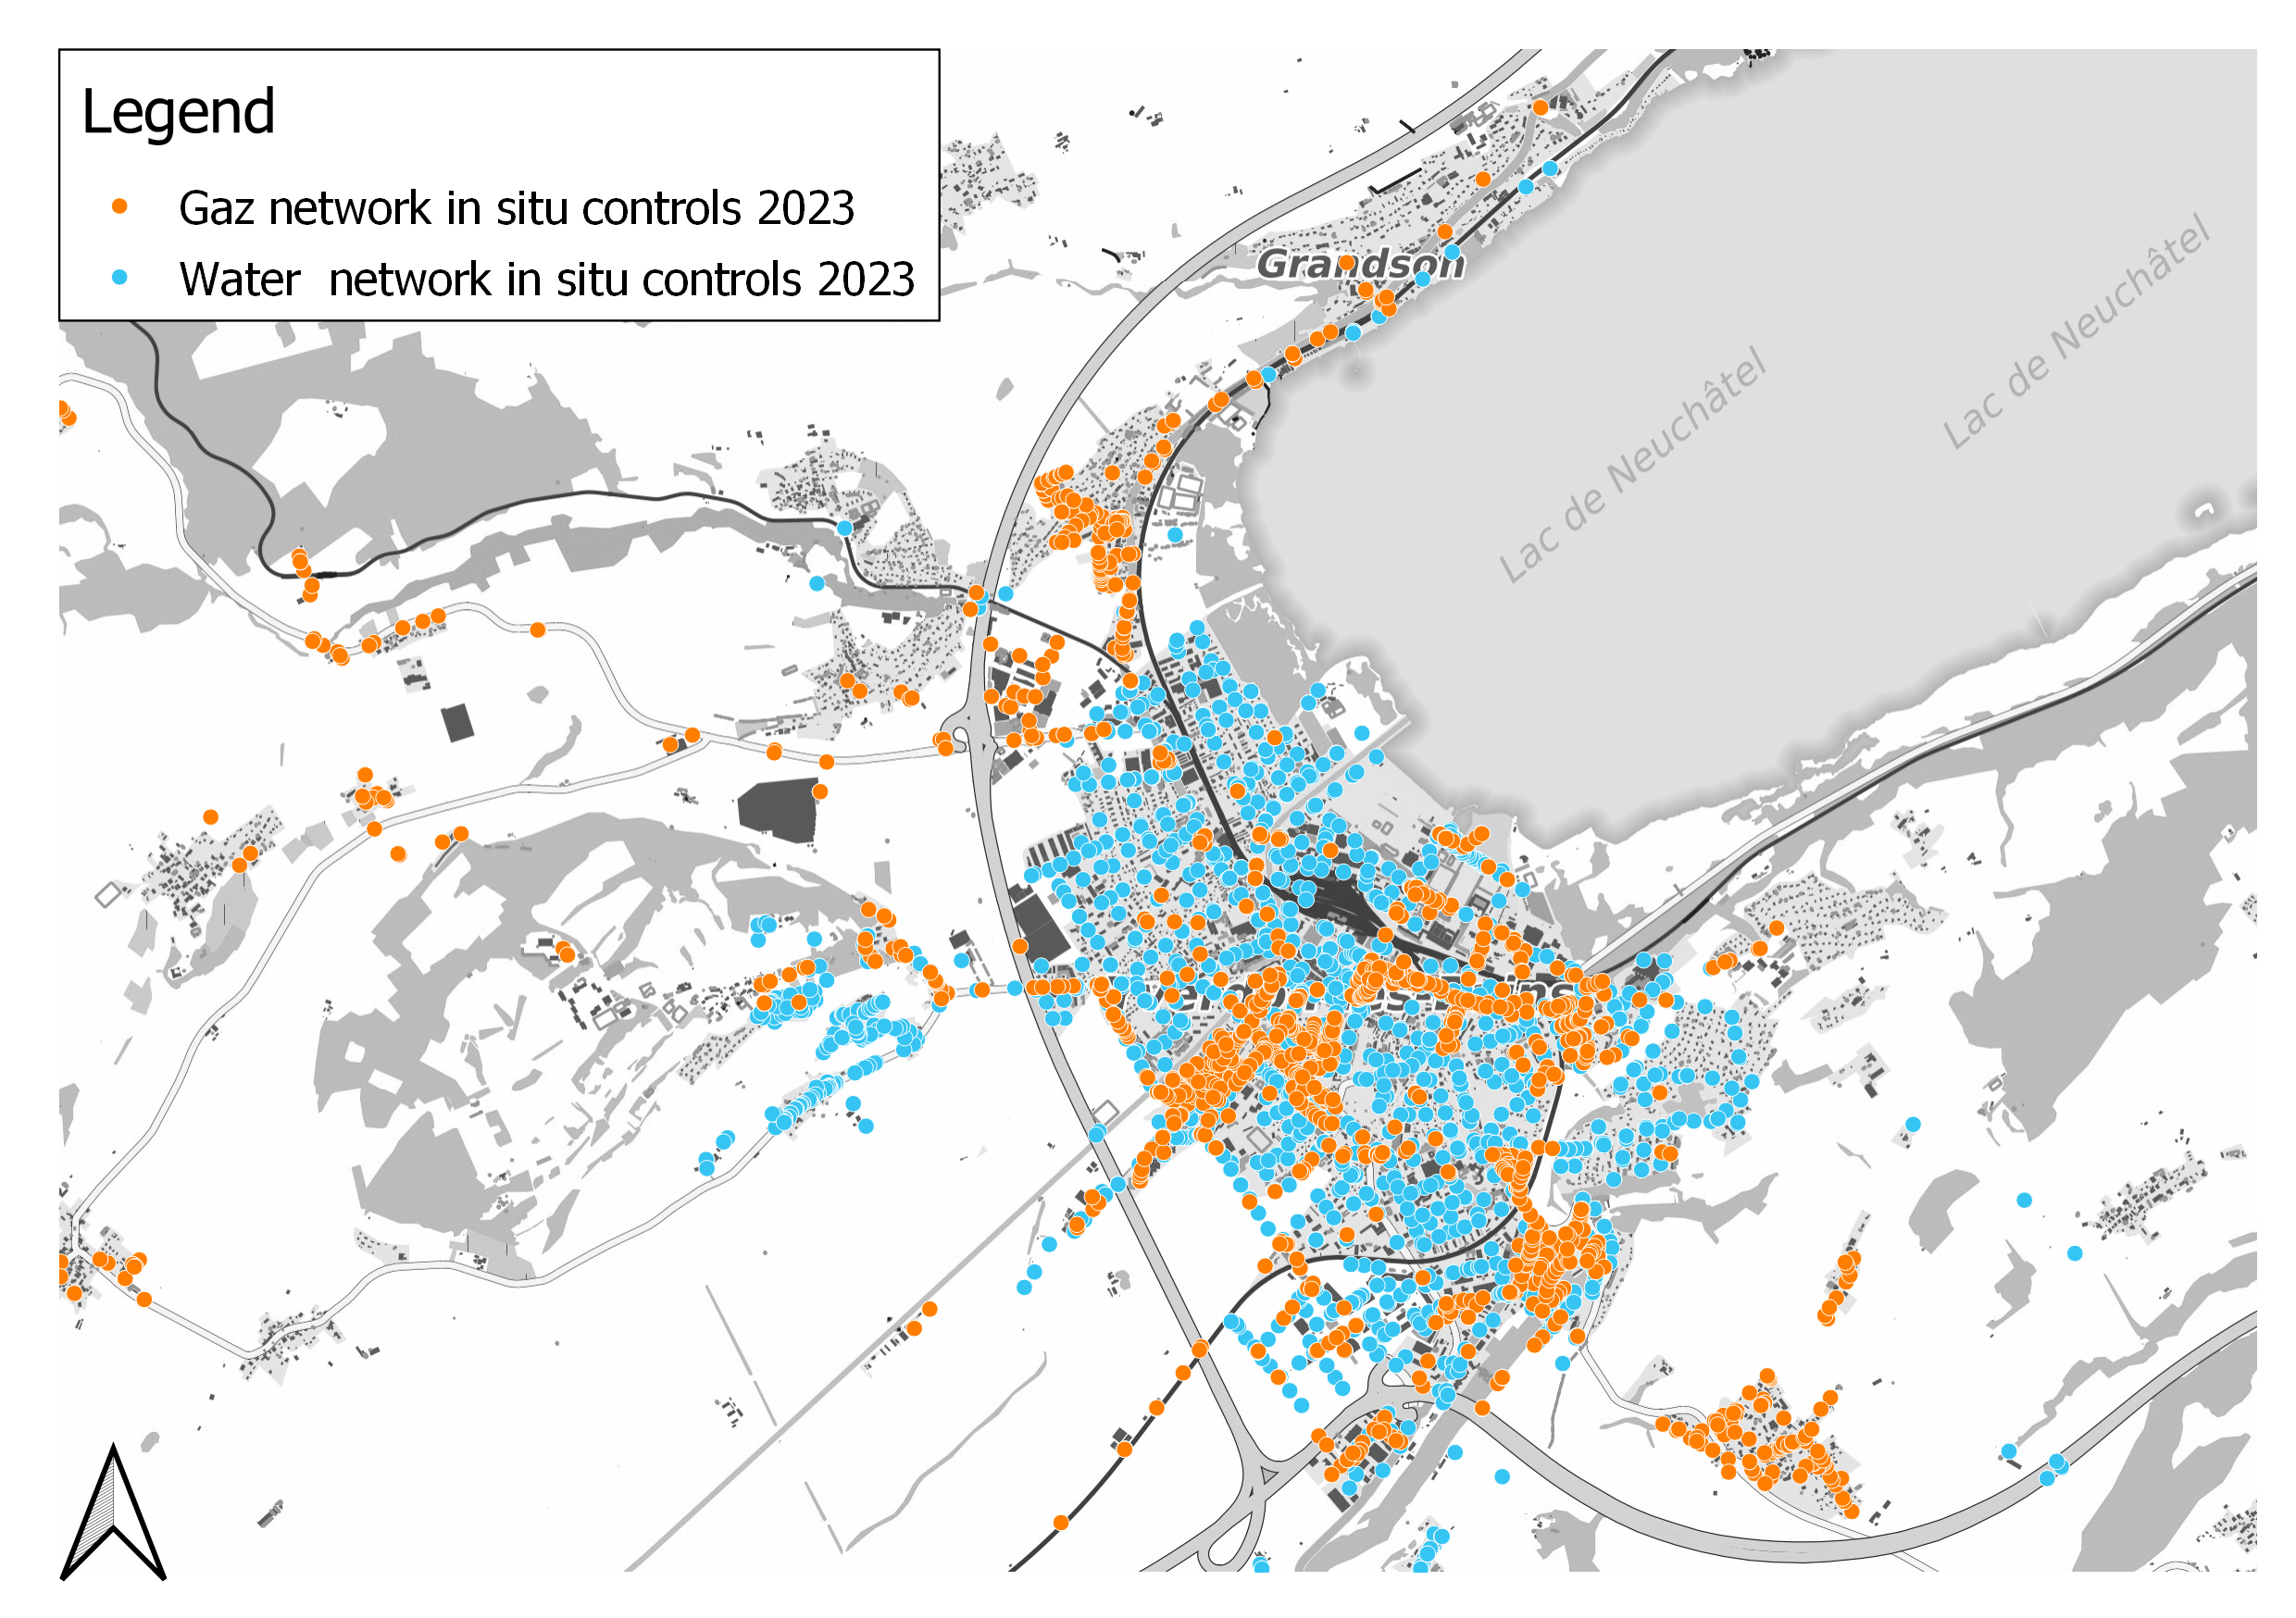 Legend
Gaz network in situ controls 2023
Water  network in situ controls 2023
Grandson
Lac de Neuchâtel
Lac de Neuchâtel